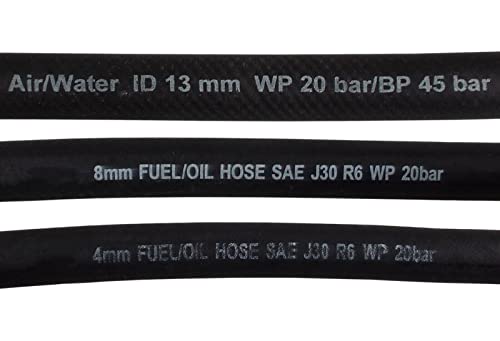 Air/Water ID 13 mm WP 20 bar/BP 45 bar
8mm FUEL/OIL HOSE SAE J30 R6 WP 20bar
4mm FUEL/OIL HOSE SAE J30 R6 WP 20bar